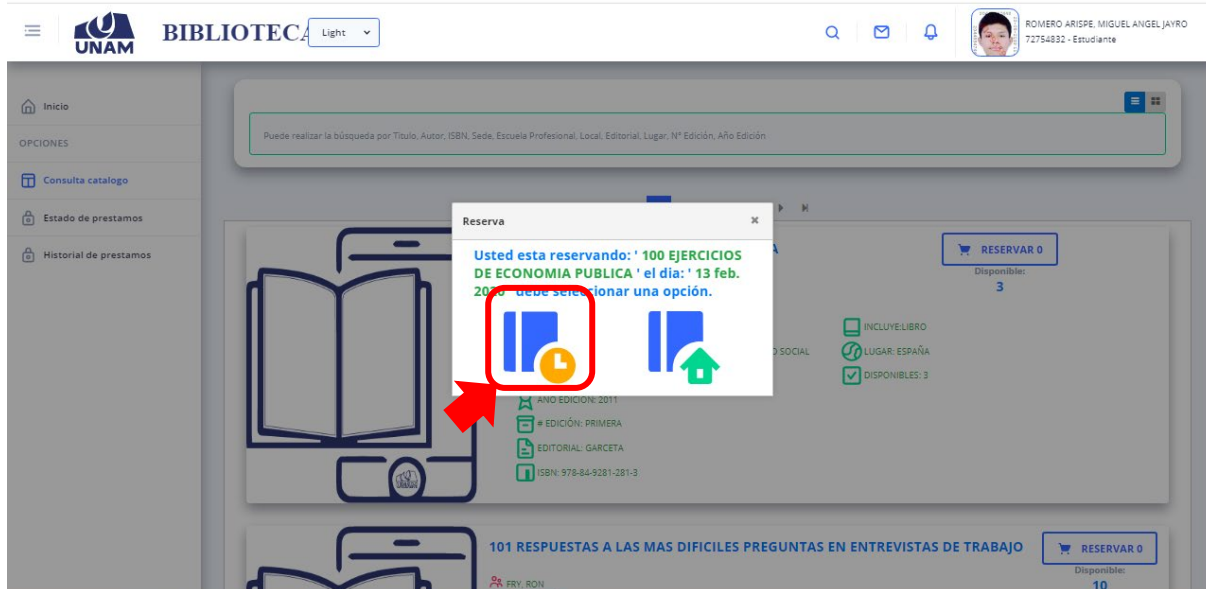 UNAM
BIBLIOTECA
Light
ROMERO ARISPE, MIGUEL ANGEL JAYRO
72754832 - Estudiante
Inicio
OPCIONES
Consulta catalogo
Estado de prestamos
Historial de prestamos
Puede realizar la búsqueda por Titulo, Autor, ISBN, Sede, Escuela Profesional, Local, Editorial, Lugar, N° Edición, Año Edición
Reserva
Usted esta reservando: ' 100 EJERCICIOS
DE ECONOMIA PUBLICA ' el dia: ' 13 feb.
debe seleccionar una opción.
A
RESERVAR 0
Disponible:
3
INCLUYE:LIBRO
SOCIAL
LUGAR: ESPAÑA
DISPONIBLES: 3
AÑO EDICIÓN: 2011
# EDICIÓN: PRIMERA
EDITORIAL: GARCETA
ISBN: 978-84-9281-281-3
101 RESPUESTAS A LAS MAS DIFICILES PREGUNTAS EN ENTREVISTAS DE TRABAJO
RESERVAR 0
Disponible:
10
FRY, RON